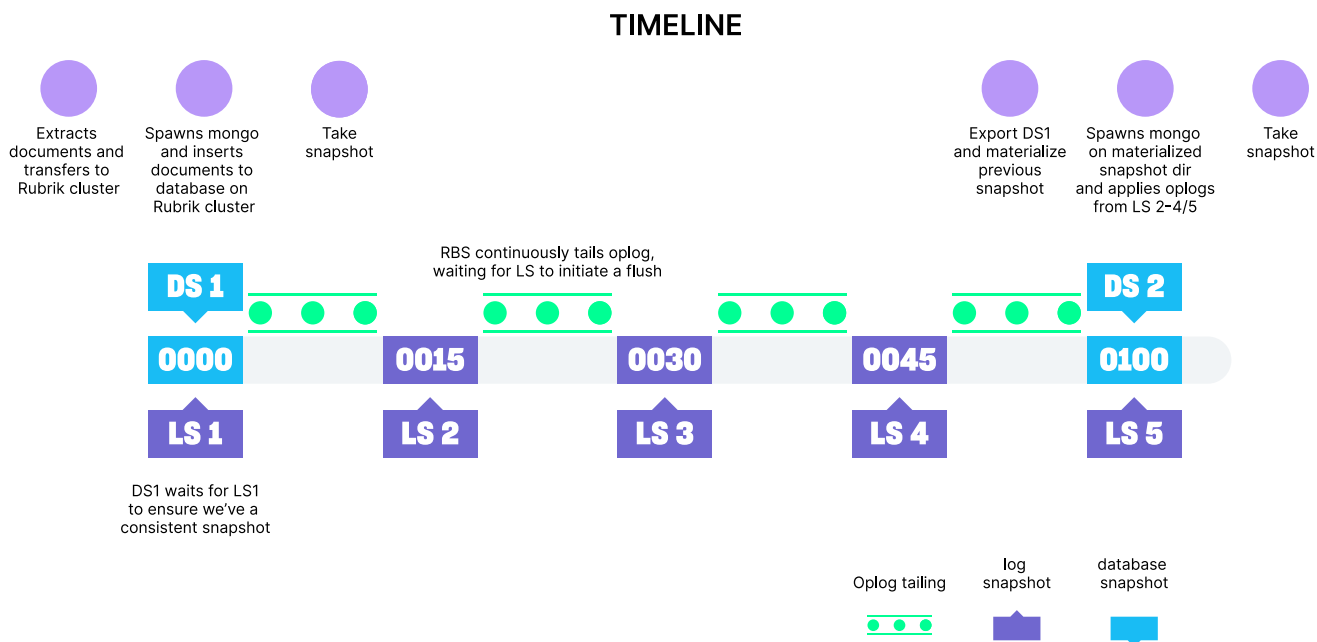 TIMELINE
Extracts
documents and
transfers to
Rubrik cluster
Spawns mongo
and inserts
documents to
database on
Rubrik cluster
Take
snapshot
Export DS1
and materialize
previous
snapshot
Spawns mongo
on materialized
snapshot dir
and applies oplogs
from LS 2-4/5
Take
snapshot
RBS continuously tails oplog,
waiting for LS to initiate a flush
DS 1
DS 2
0000
0015
0030
0045
0100
LS 1
LS 2
LS 3
LS 4
LS 5
DS1 waits for LS1
to ensure we've a
consistent snapshot
Oplog tailing
log
snapshot
database
snapshot